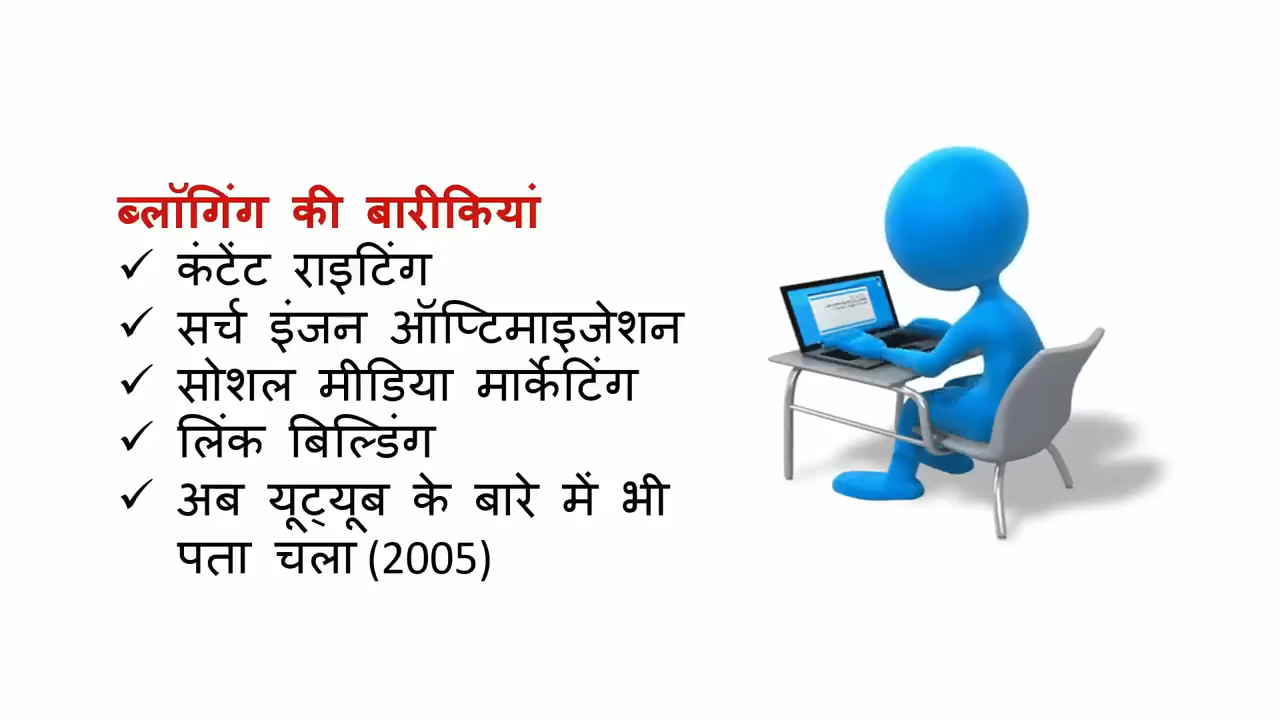 ब्लॉगिंग की बारीकियां
✓ कंटेंट राइटिंग
✓ सर्च इंजन ऑप्टिमाइजेशन
✓ सोशल मीडिया मार्केटिंग
✓ लिंक बिल्डिंग
✓ अब यूट्यूब के बारे में भी
पता चला (2005)